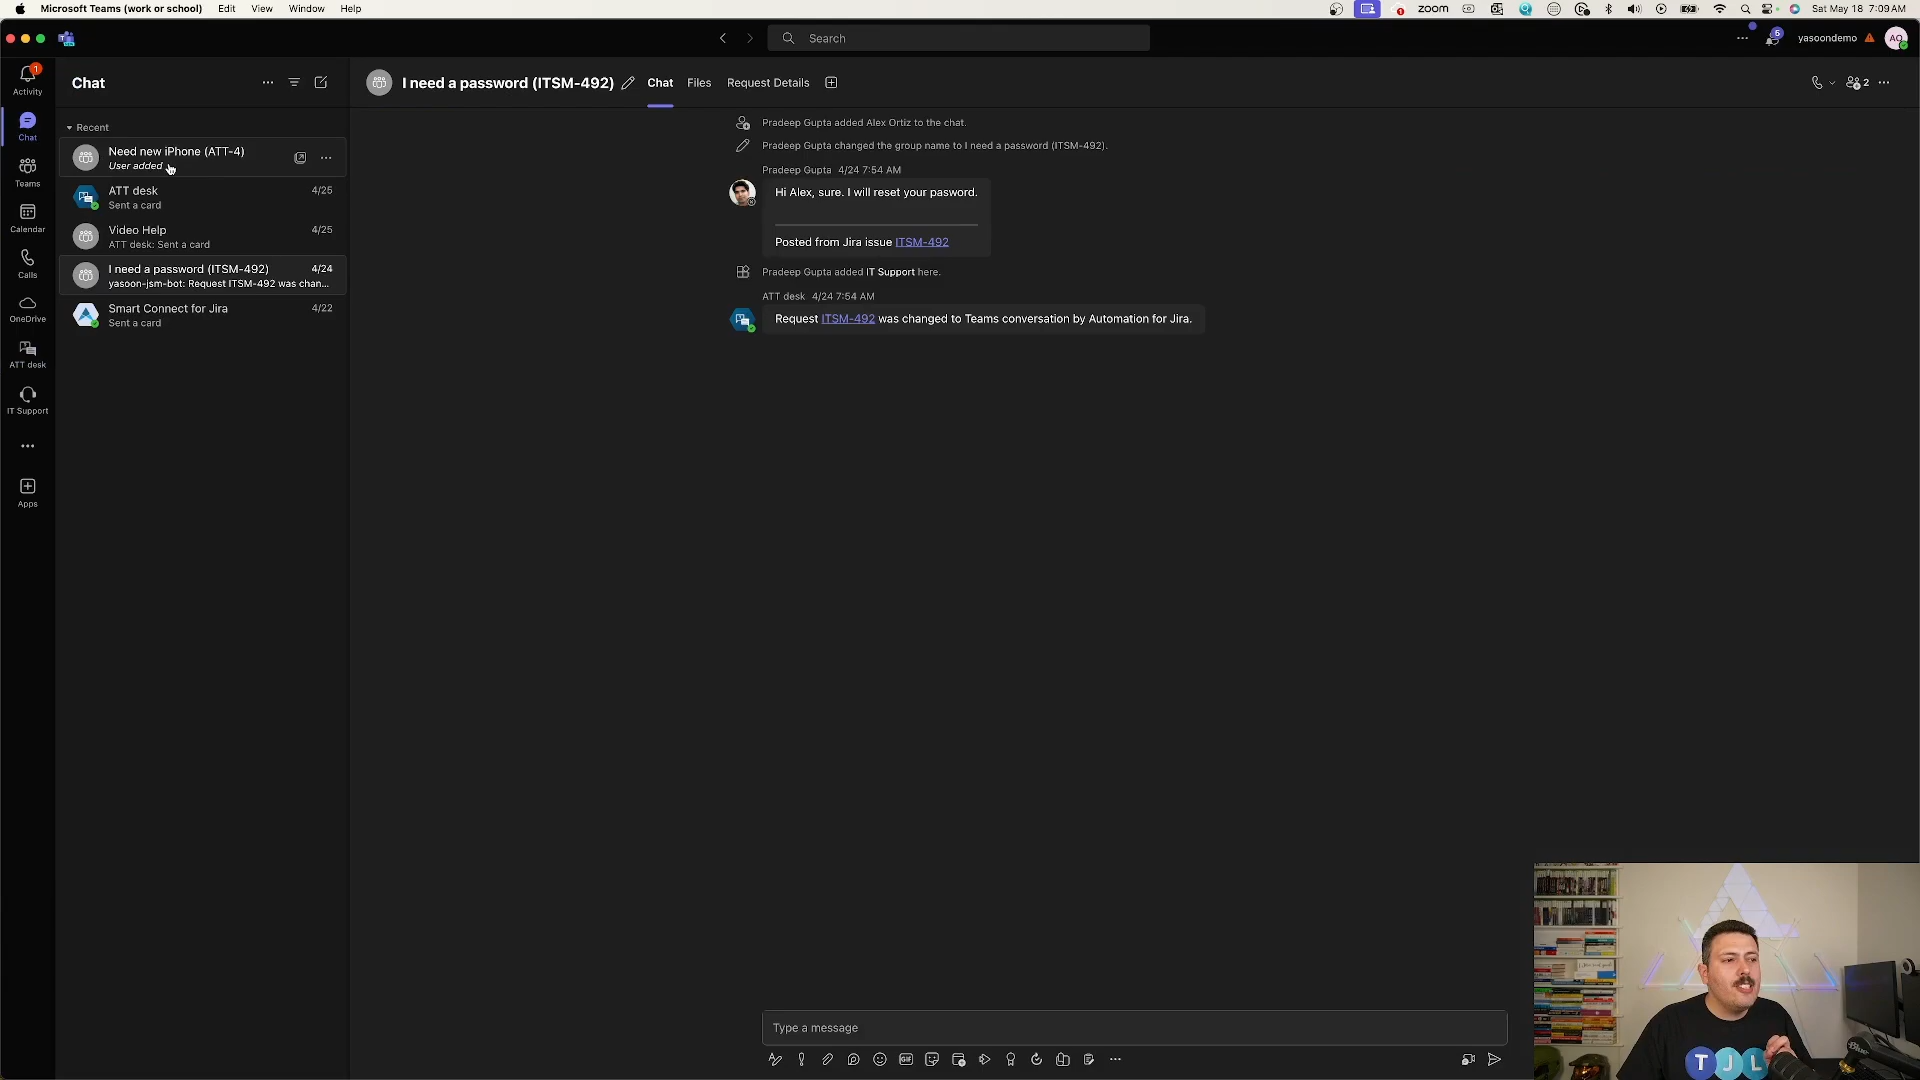 Microsoft Teams (work or school) Edit View Window Help
zoom
Sat May 18 7:09 AM
Search
6
yasoondemo
AO
1
Activity
Chat
Teams
Calendar
Calls
OneDrive
ATT desk
IT Support
Apps
Chat
Recent
Need new iPhone (ATT-4)
User added
ATT desk 4/25
Sent a card
Video Help 4/25
ATT desk: Sent a card
I need a password (ITSM-492) 4/24
yasoon-jsm-bot: Request ITSM-492 was chan...
Smart Connect for Jira 4/22
Sent a card
I need a password (ITSM-492) Chat Files Request Details
2
Pradeep Gupta added Alex Ortiz to the chat.
Pradeep Gupta changed the group name to I need a password (ITSM-492).
Pradeep Gupta 4/24 7:54 AM
Hi Alex, sure. I will reset your pasword.
Posted from Jira issue ITSM-492
Pradeep Gupta added IT Support here.
ATT desk 4/24 7:54 AM
Request ITSM-492 was changed to Teams conversation by Automation for Jira.
Type a message
GIF
TJL
Blue